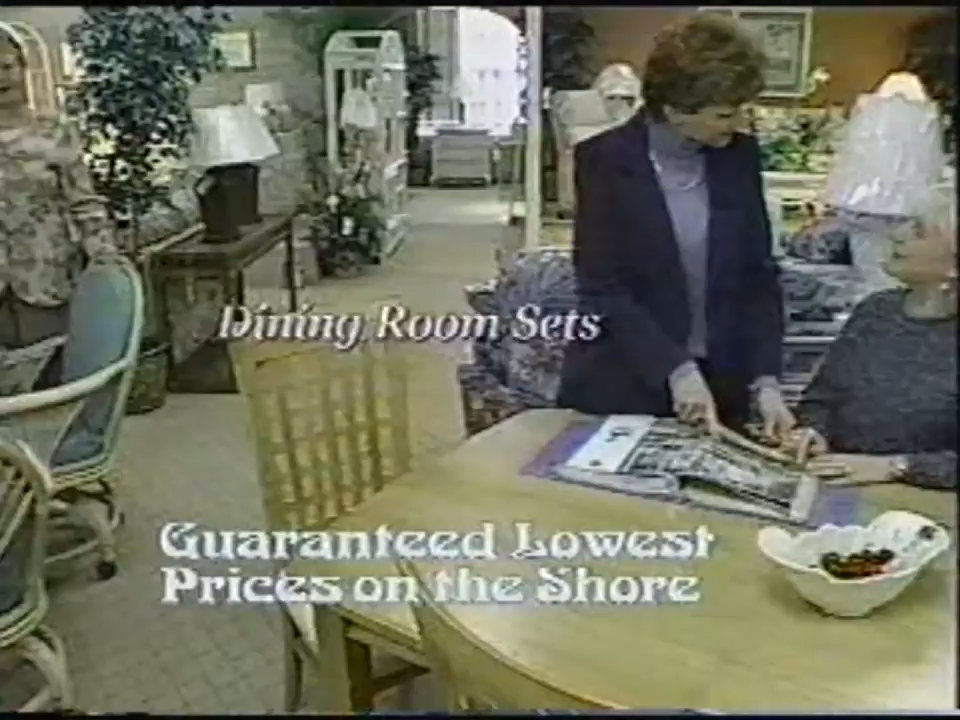 Dining Room Sets
Guaranteed Lowest
Prices on the Shore